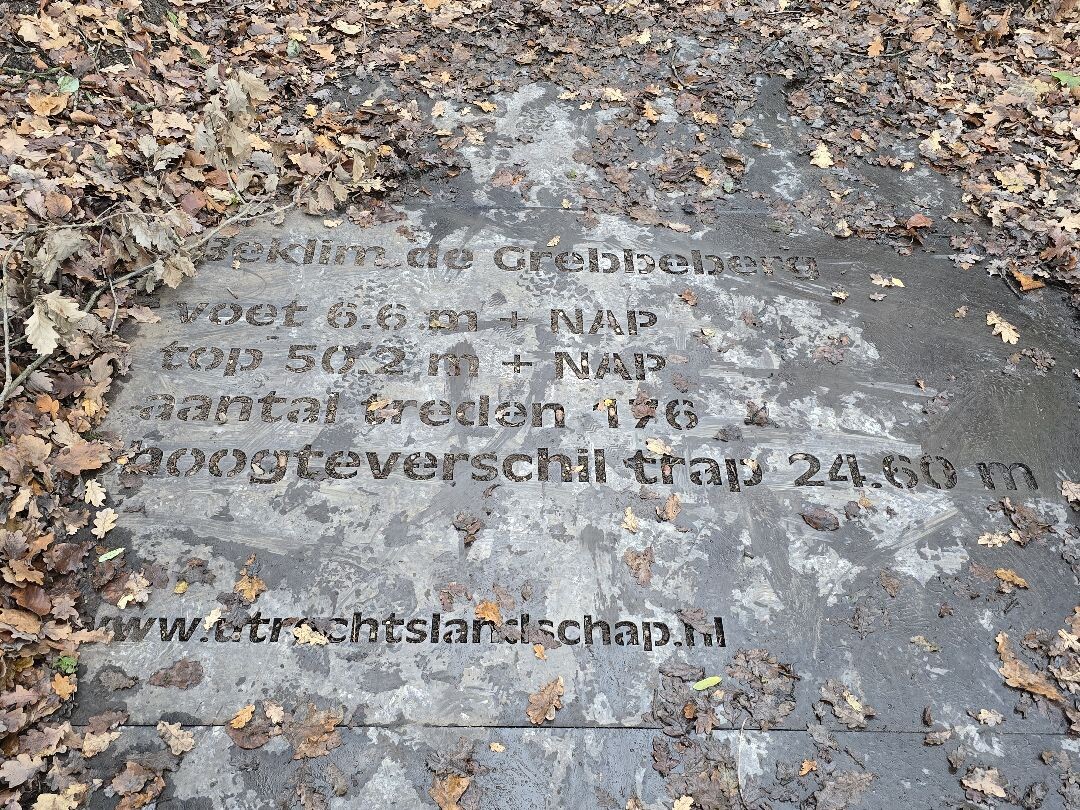 Beklim de Grebbeberg
voet 6.6 m + NAP
top 50.2 m + NAP
aantal treden 176
hoogteverschil trap 24.60 m
www.utrechtslandschap.nl